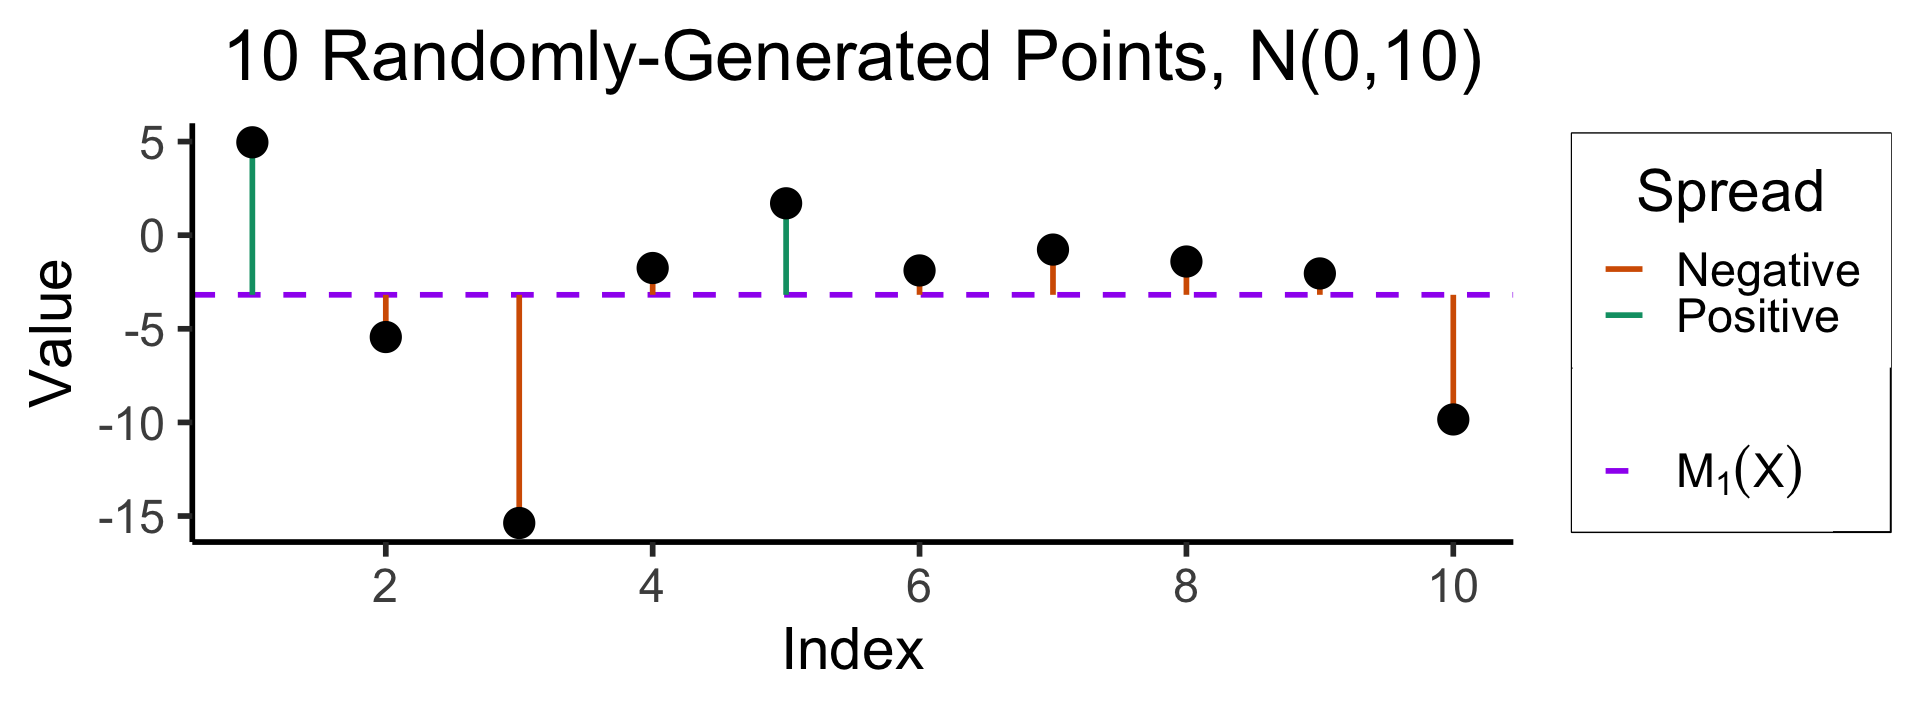 10 Randomly-Generated Points, N(0,10)
Value
5
0
-5
-10
-15
2
4
6
8
10
Index
Spread
Negative
Positive
M₁(X)